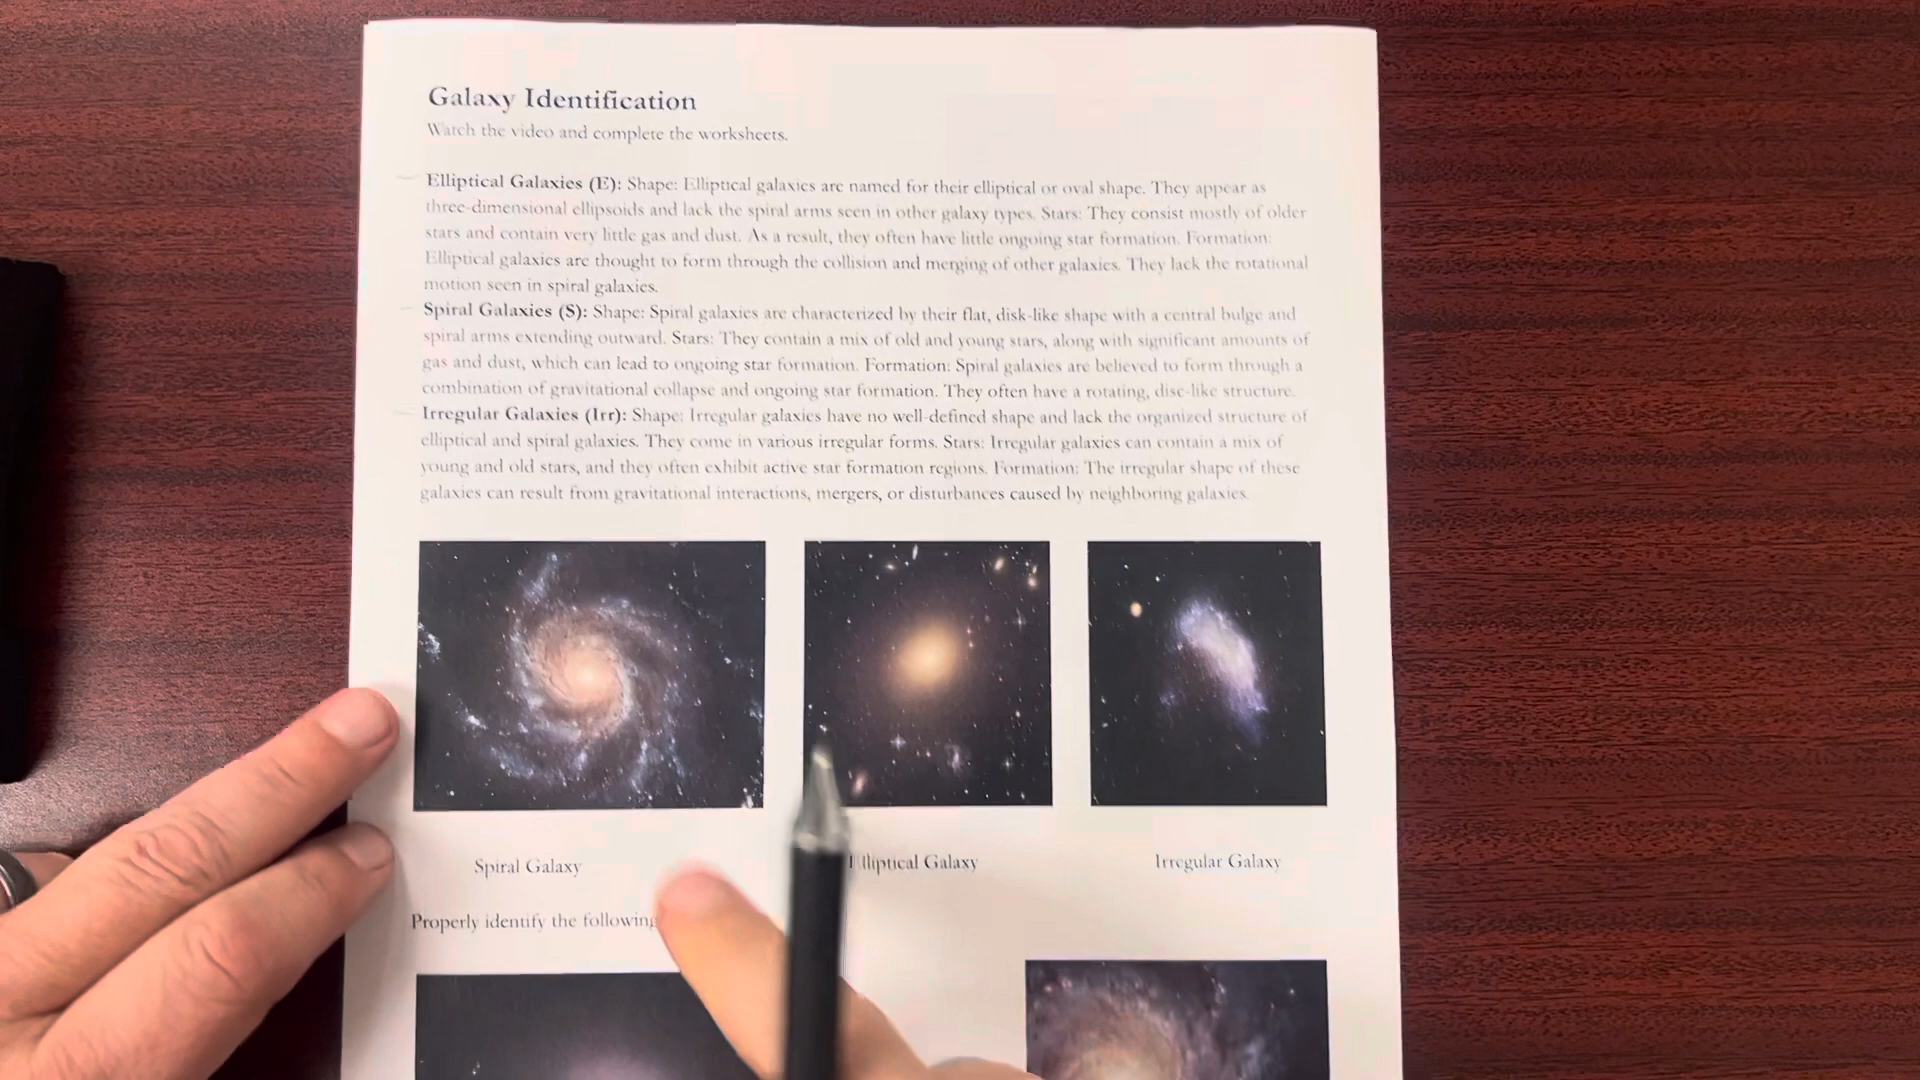 Galaxy Identification
Watch the video and complete the worksheets.
Elliptical Galaxies (E): Shape: Elliptical galaxies are named for their elliptical or oval shape. They appear as
three-dimensional ellipsoids and lack the spiral arms seen in other galaxy types. Stars: They consist mostly of older
stars and contain very little gas and dust. As a result, they often have little ongoing star formation. Formation:
Elliptical galaxies are thought to form through the collision and merging of other galaxies. They lack the rotational
motion seen in spiral galaxies.
Spiral Galaxies (S): Shape: Spiral galaxies are characterized by their flat, disk-like shape with a central bulge and
spiral arms extending outward. Stars: They contain a mix of old and young stars, along with significant amounts of
gas and dust, which can lead to ongoing star formation. Formation: Spiral galaxies are believed to form through a
combination of gravitational collapse and ongoing star formation. They often have a rotating, disc-like structure.
Irregular Galaxies (Irr): Shape: Irregular galaxies have no well-defined shape and lack the organized structure of
elliptical and spiral galaxies. They come in various irregular forms. Stars: Irregular galaxies can contain a mix of
young and old stars, and they often exhibit active star formation regions. Formation: The irregular shape of these
galaxies can result from gravitational interactions, mergers, or disturbances caused by neighboring galaxies.
Spiral Galaxy
Elliptical Galaxy
Irregular Galaxy
Properly identify the following